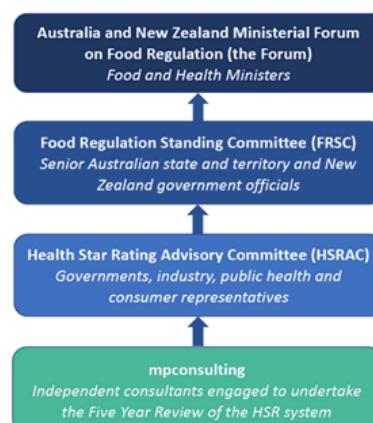 Australia and New Zealand Ministerial Forum
on Food Regulation (the Forum)
Food and Health Ministers
Food Regulation Standing Committee (FRSC)
Senior Australian state and territory and New
Zealand government officials
Health Star Rating Advisory Committee (HSRAC)
Governments, industry, public health and
consumer representatives
mpconsulting
Independent consultants engaged to undertake
the Five Year Review of the HSR system